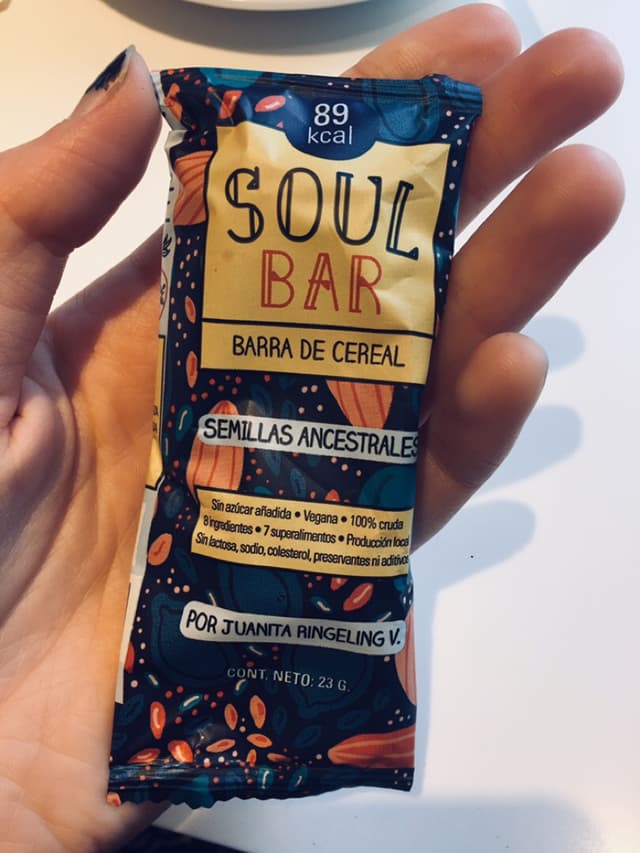 89
kcal
SOUL
BAR
BARRA DE CEREAL
SEMILLAS ANCESTRALES
Sin azúcar añadida • Vegana • 100% cruda
8 ingredientes • 7 superalimentos • Producción local
Sin lactosa, sodio, colesterol, preservantes ni aditivos
POR JUANITA RINGELING V.
CONT. NETO: 23 G.